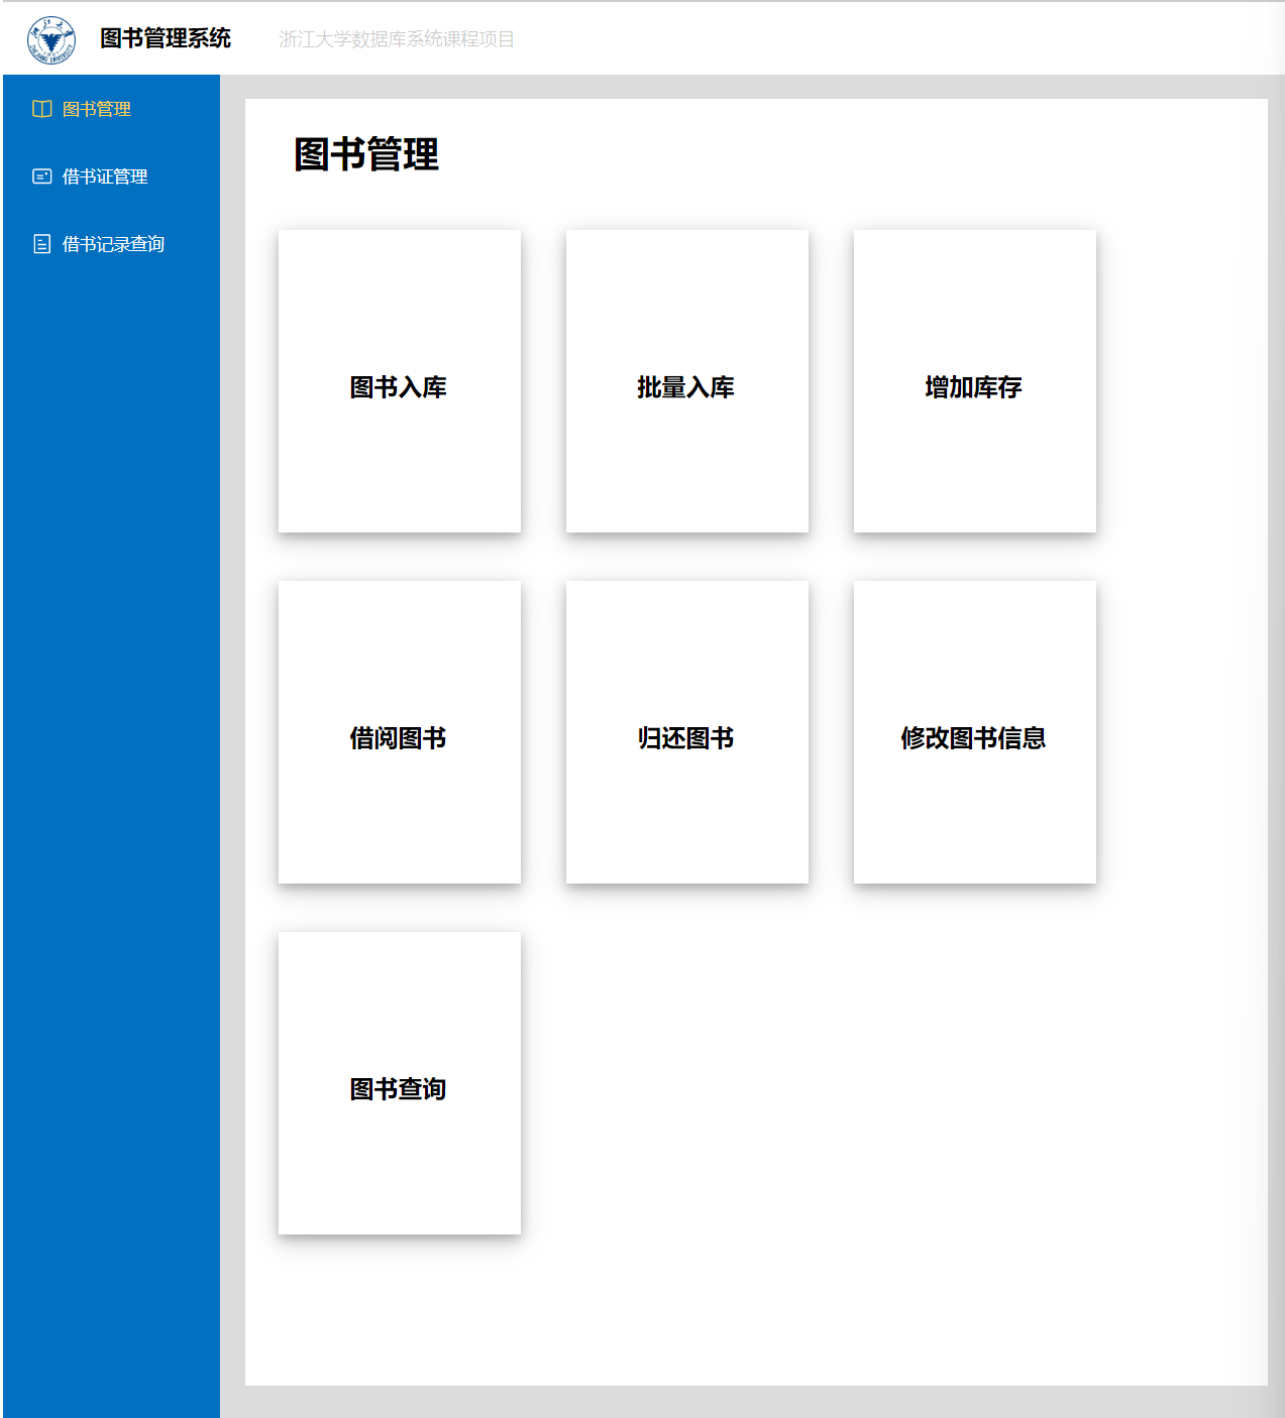 图书管理系统 浙江大学数据库系统课程项目
图书管理
借书证管理
借书记录查询
图书管理
图书入库 批量入库 增加库存
借阅图书 归还图书 修改图书信息
图书查询